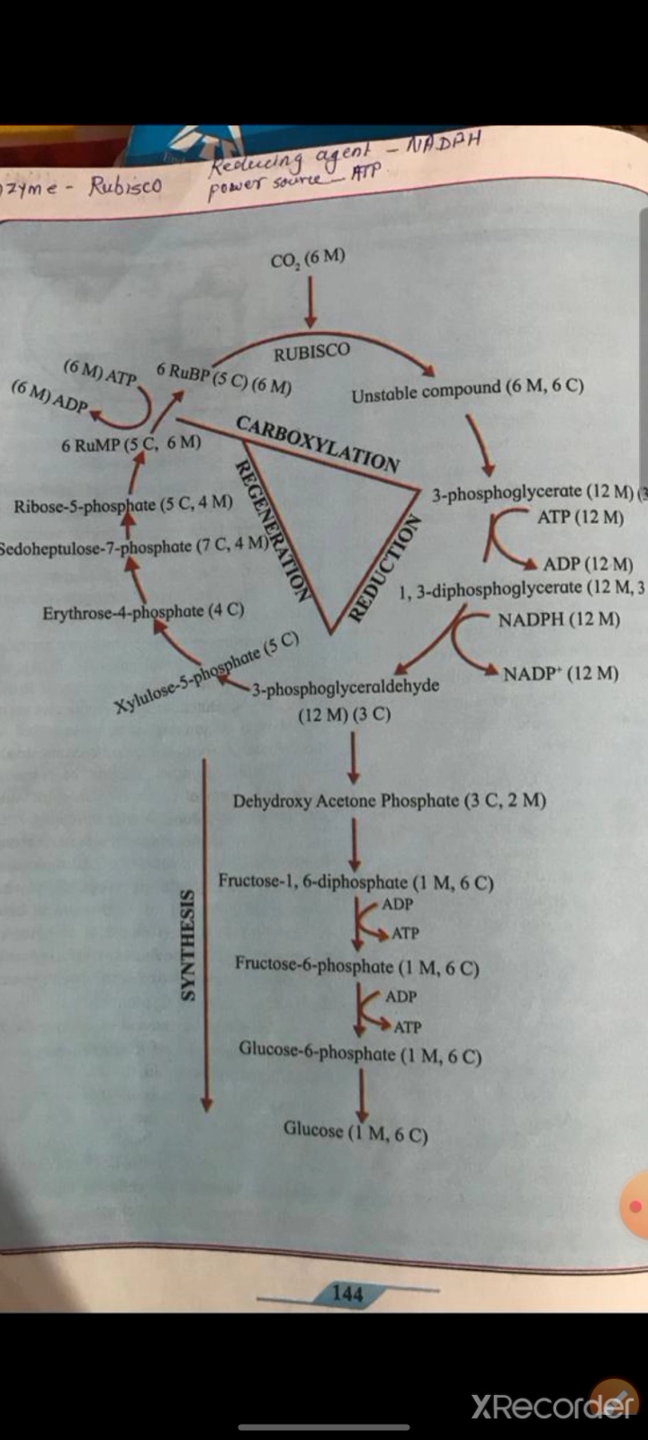 Reducing agent - NADPH
zyme - Rubisco
power source - ATP
CO₂ (6 M)
RUBISCO
(6 M) ATP
6 RuBP (5 C) (6 M)
(6 M) ADP
Unstable compound (6 M, 6 C)
6 RuMP (5 C, 6 M)
CARBOXYLATION
REGENERATION
REDUCTION
3-phosphoglycerate (12 M) (3
Ribose-5-phosphate (5 C, 4 M)
ATP (12 M)
Sedoheptulose-7-phosphate (7 C, 4 M)
ADP (12 M)
1, 3-diphosphoglycerate (12 M, 3
Erythrose-4-phosphate (4 C)
NADPH (12 M)
Xylulose-5-phosphate (5 C)
NADP⁺ (12 M)
3-phosphoglyceraldehyde
(12 M) (3 C)
Dehydroxy Acetone Phosphate (3 C, 2 M)
SYNTHESIS
Fructose-1, 6-diphosphate (1 M, 6 C)
ADP
ATP
Fructose-6-phosphate (1 M, 6 C)
ADP
ATP
Glucose-6-phosphate (1 M, 6 C)
Glucose (1 M, 6 C)
144
XRecorder